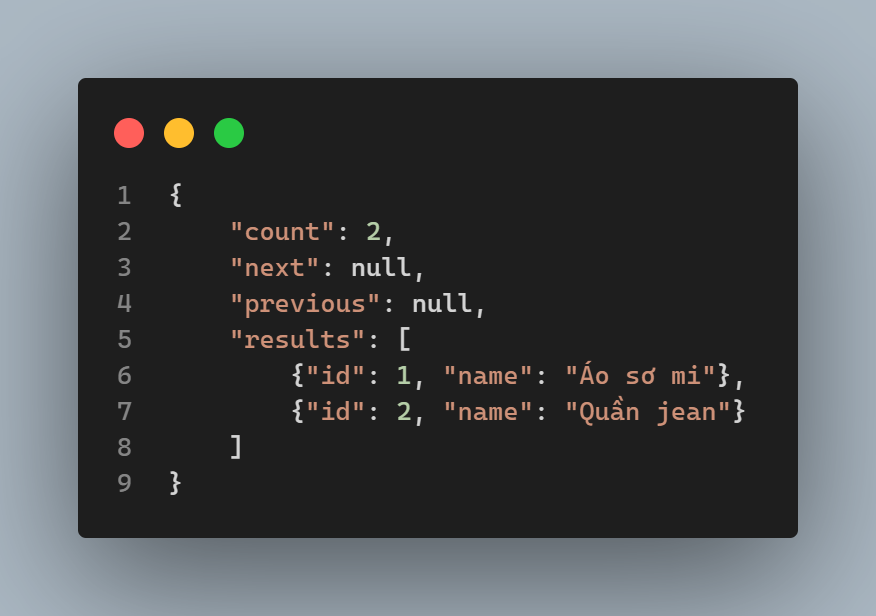 1 {
2     "count": 2,
3     "next": null,
4     "previous": null,
5     "results": [
6         {"id": 1, "name": "Áo sơ mi"},
7         {"id": 2, "name": "Quần jean"}
8     ]
9 }